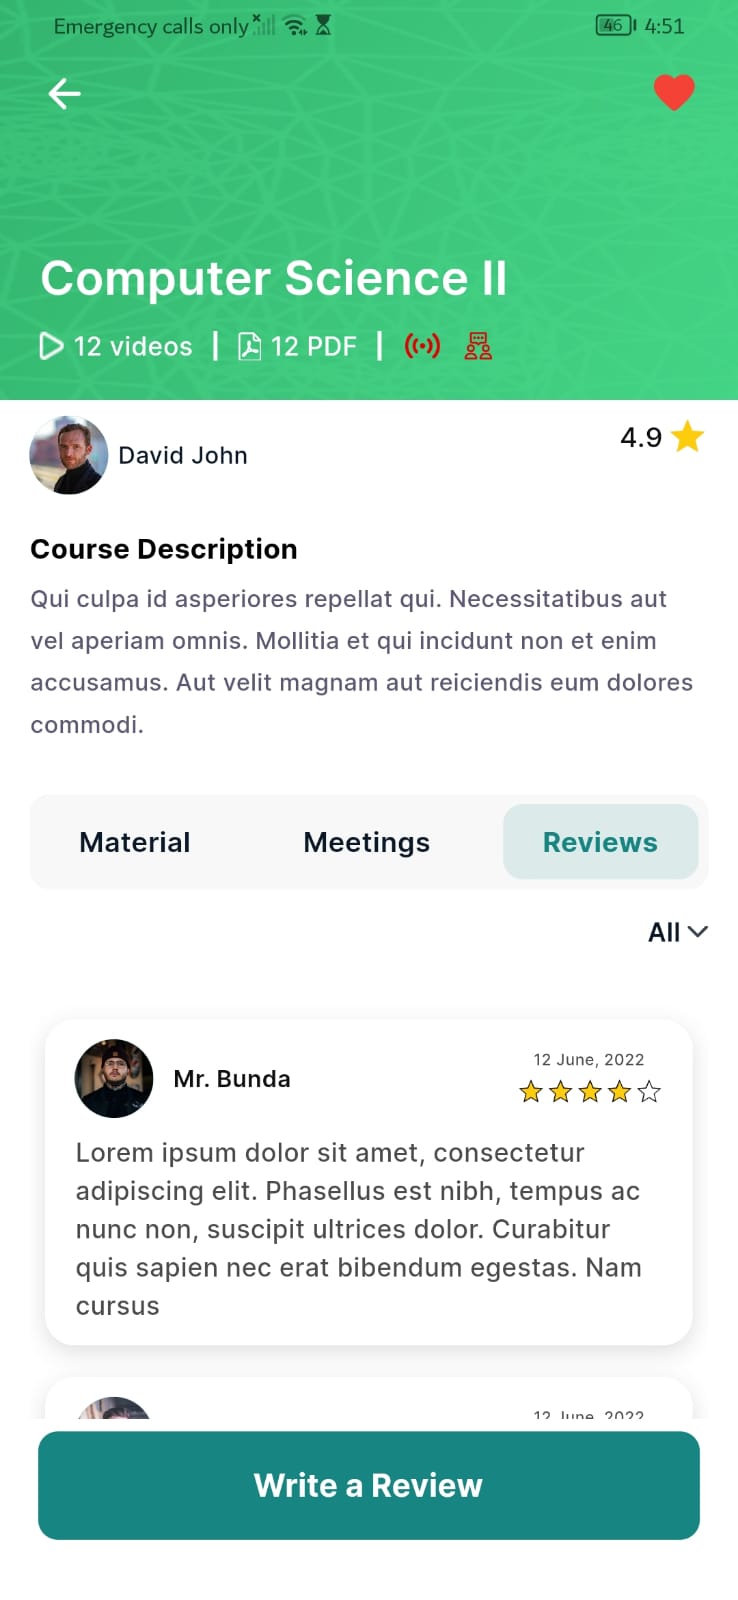 Emergency calls only
46 4:51
Computer Science II
12 videos | 12 PDF |
David John
4.9
Course Description
Qui culpa id asperiores repellat qui. Necessitatibus aut
vel aperiam omnis. Mollitia et qui incidunt non et enim
accusamus. Aut velit magnam aut reiciendis eum dolores
commodi.
Material
Meetings
Reviews
All
Mr. Bunda
12 June, 2022
Lorem ipsum dolor sit amet, consectetur
adipiscing elit. Phasellus est nibh, tempus ac
nunc non, suscipit ultrices dolor. Curabitur
quis sapien nec erat bibendum egestas. Nam
cursus
12 June, 2022
Write a Review